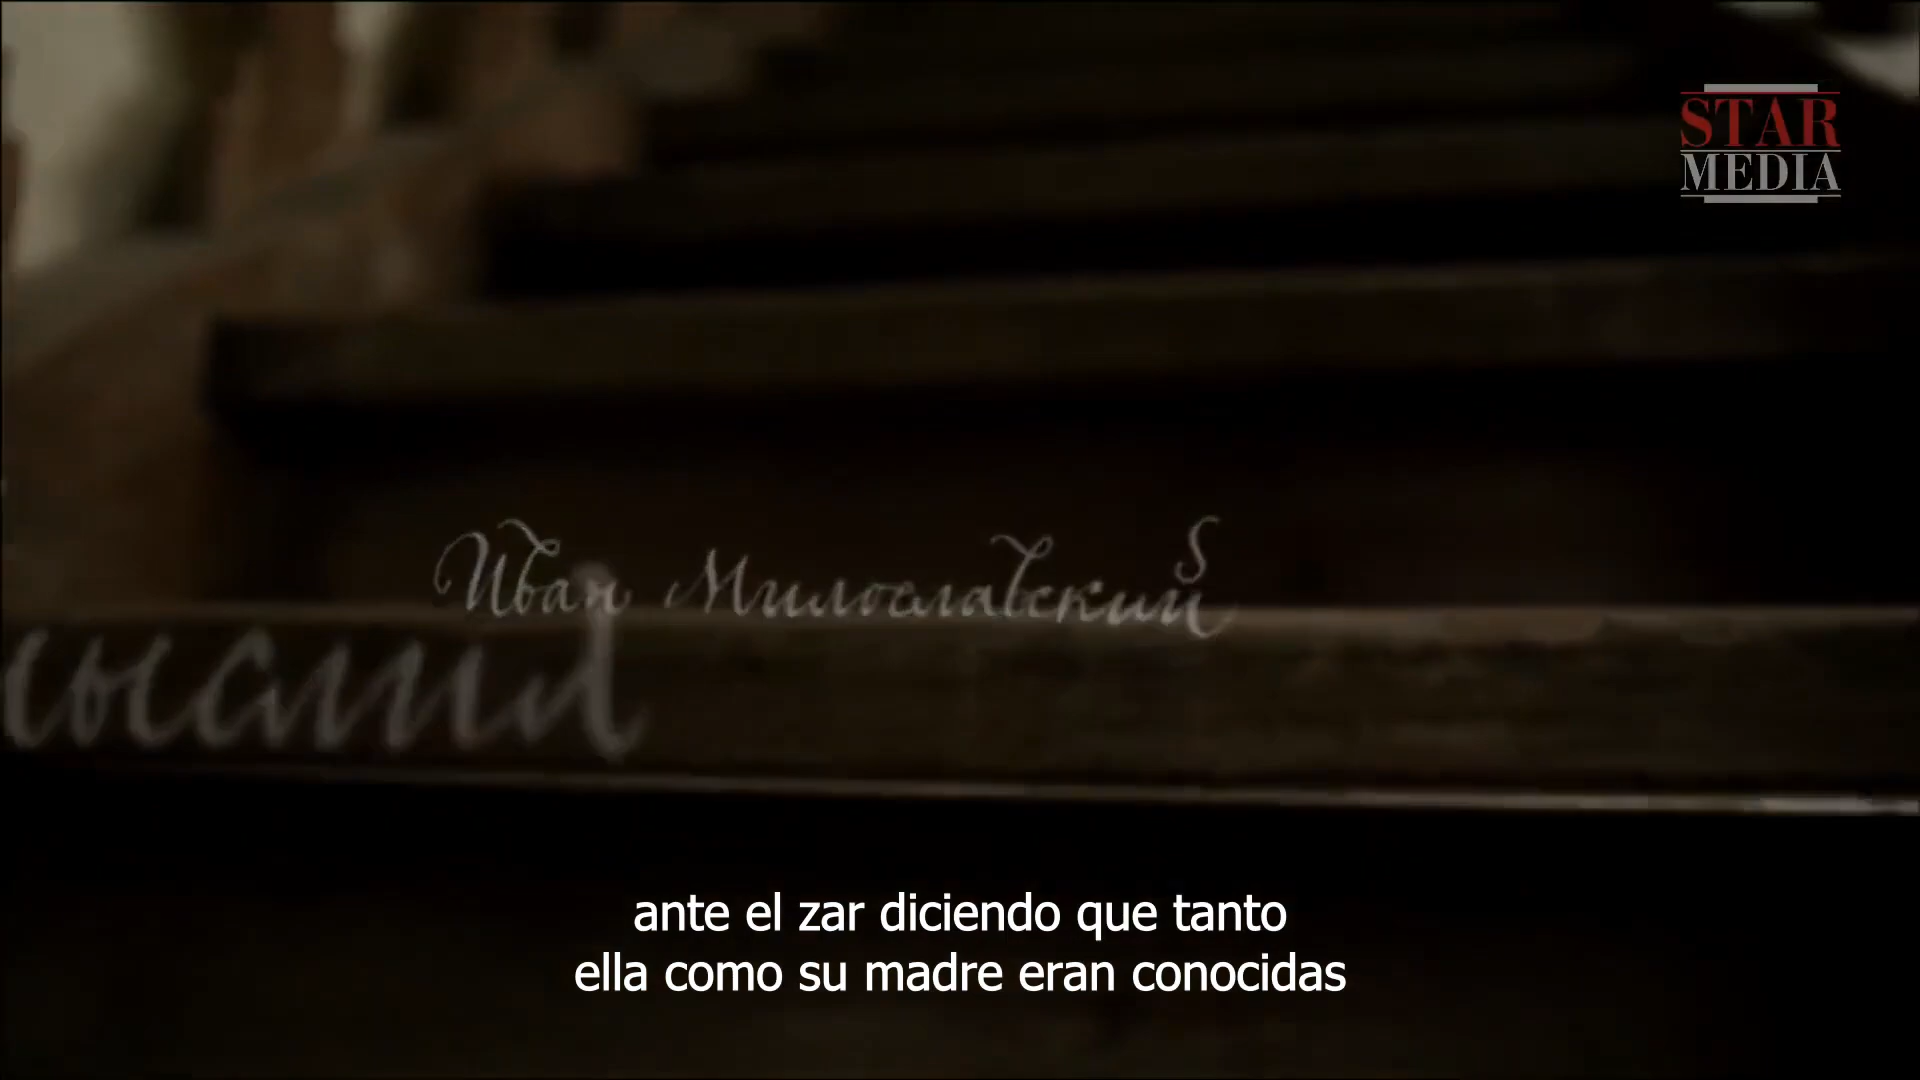 STAR
MEDIA
Иван Милославский
ante el zar diciendo que tanto
ella como su madre eran conocidas